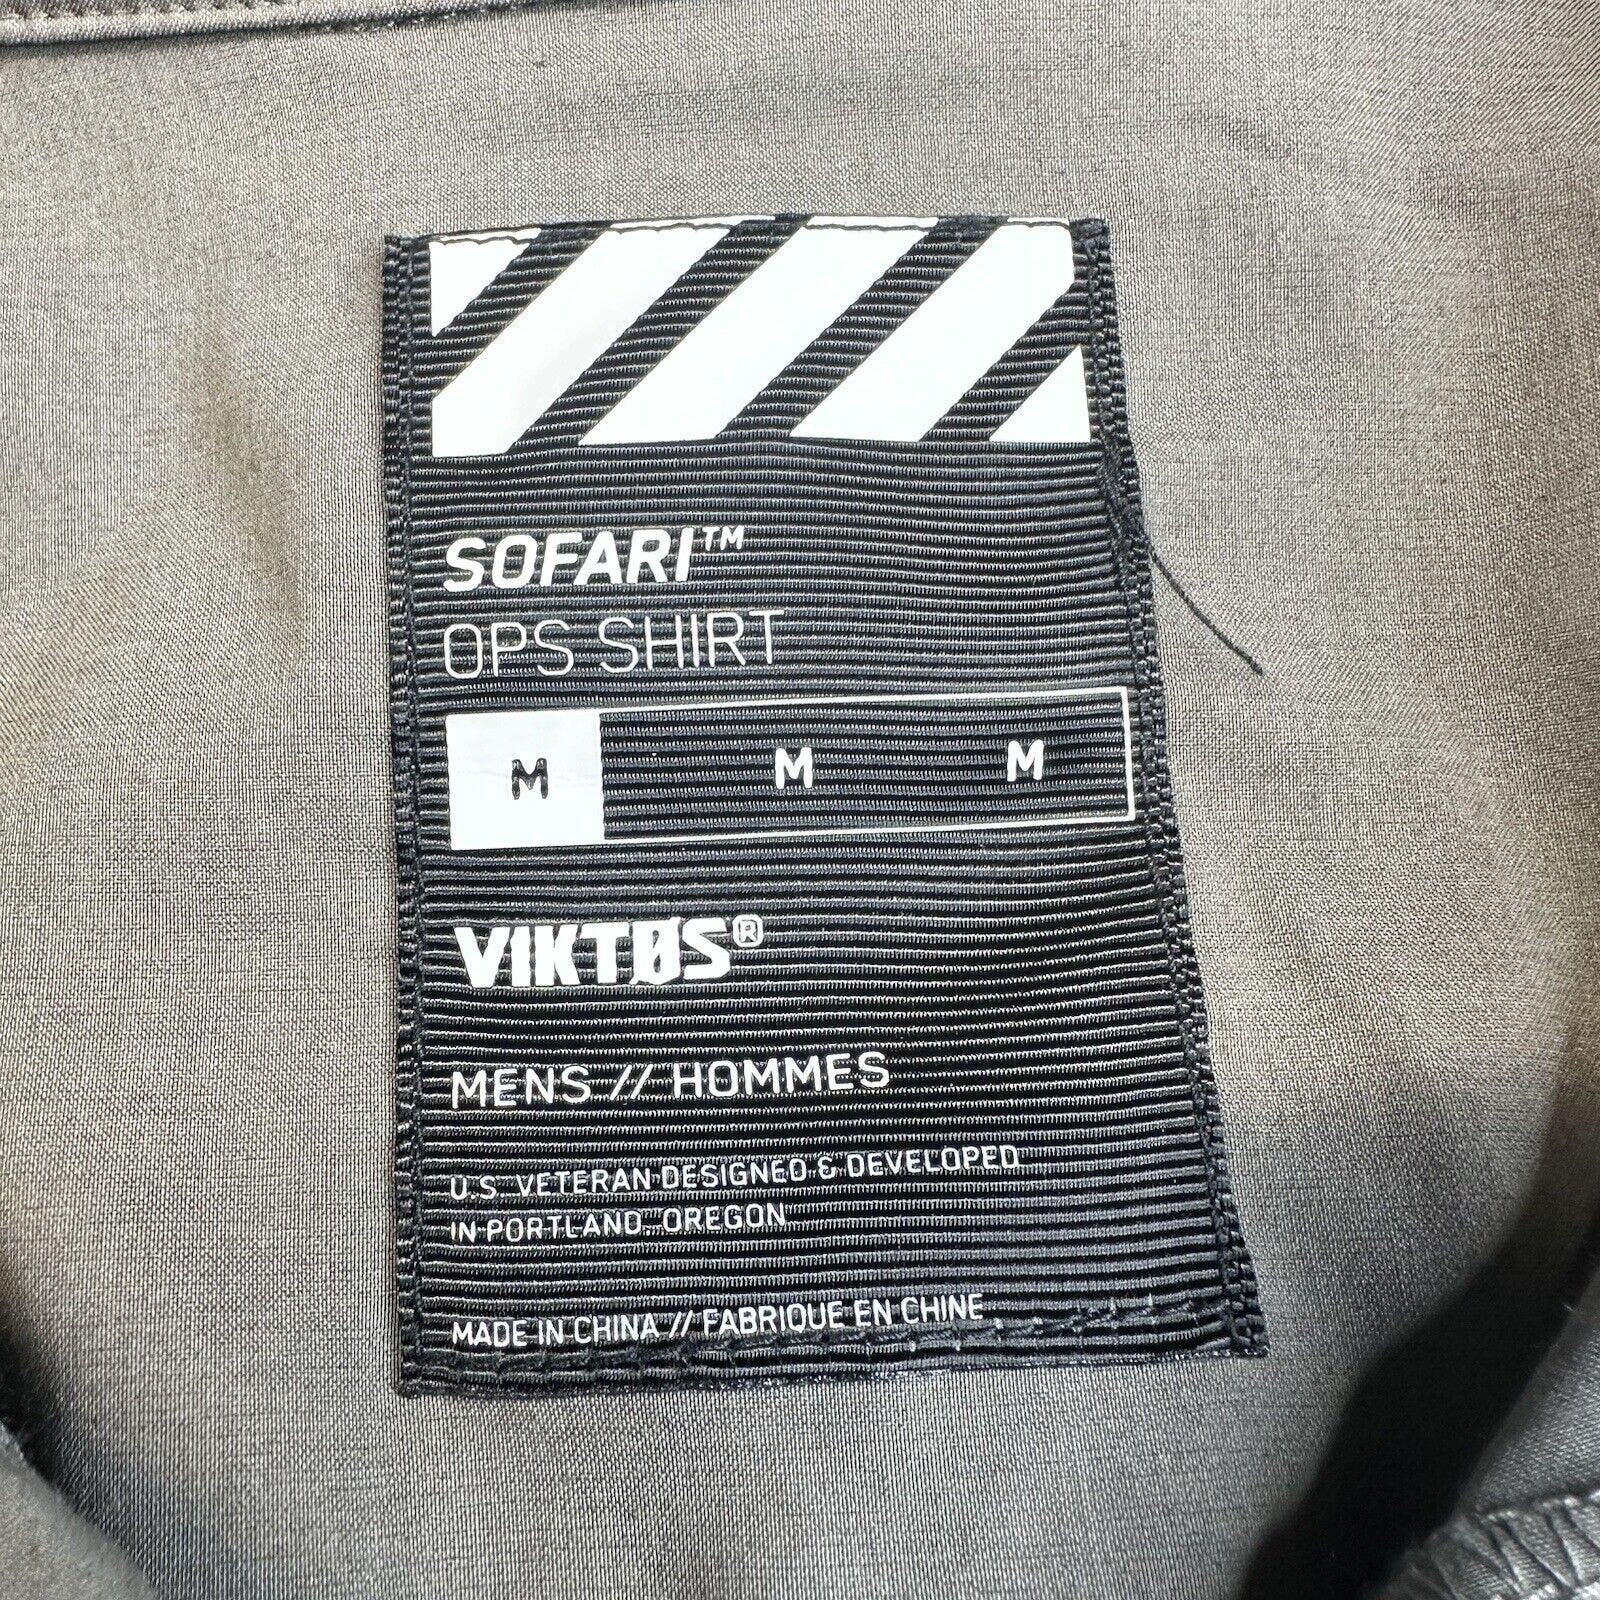 SOFARI™
OPS SHIRT
M M M
VIKTØS®
MENS // HOMMES
U.S. VETERAN DESIGNED & DEVELOPED
IN PORTLAND, OREGON
MADE IN CHINA // FABRIQUE EN CHINE